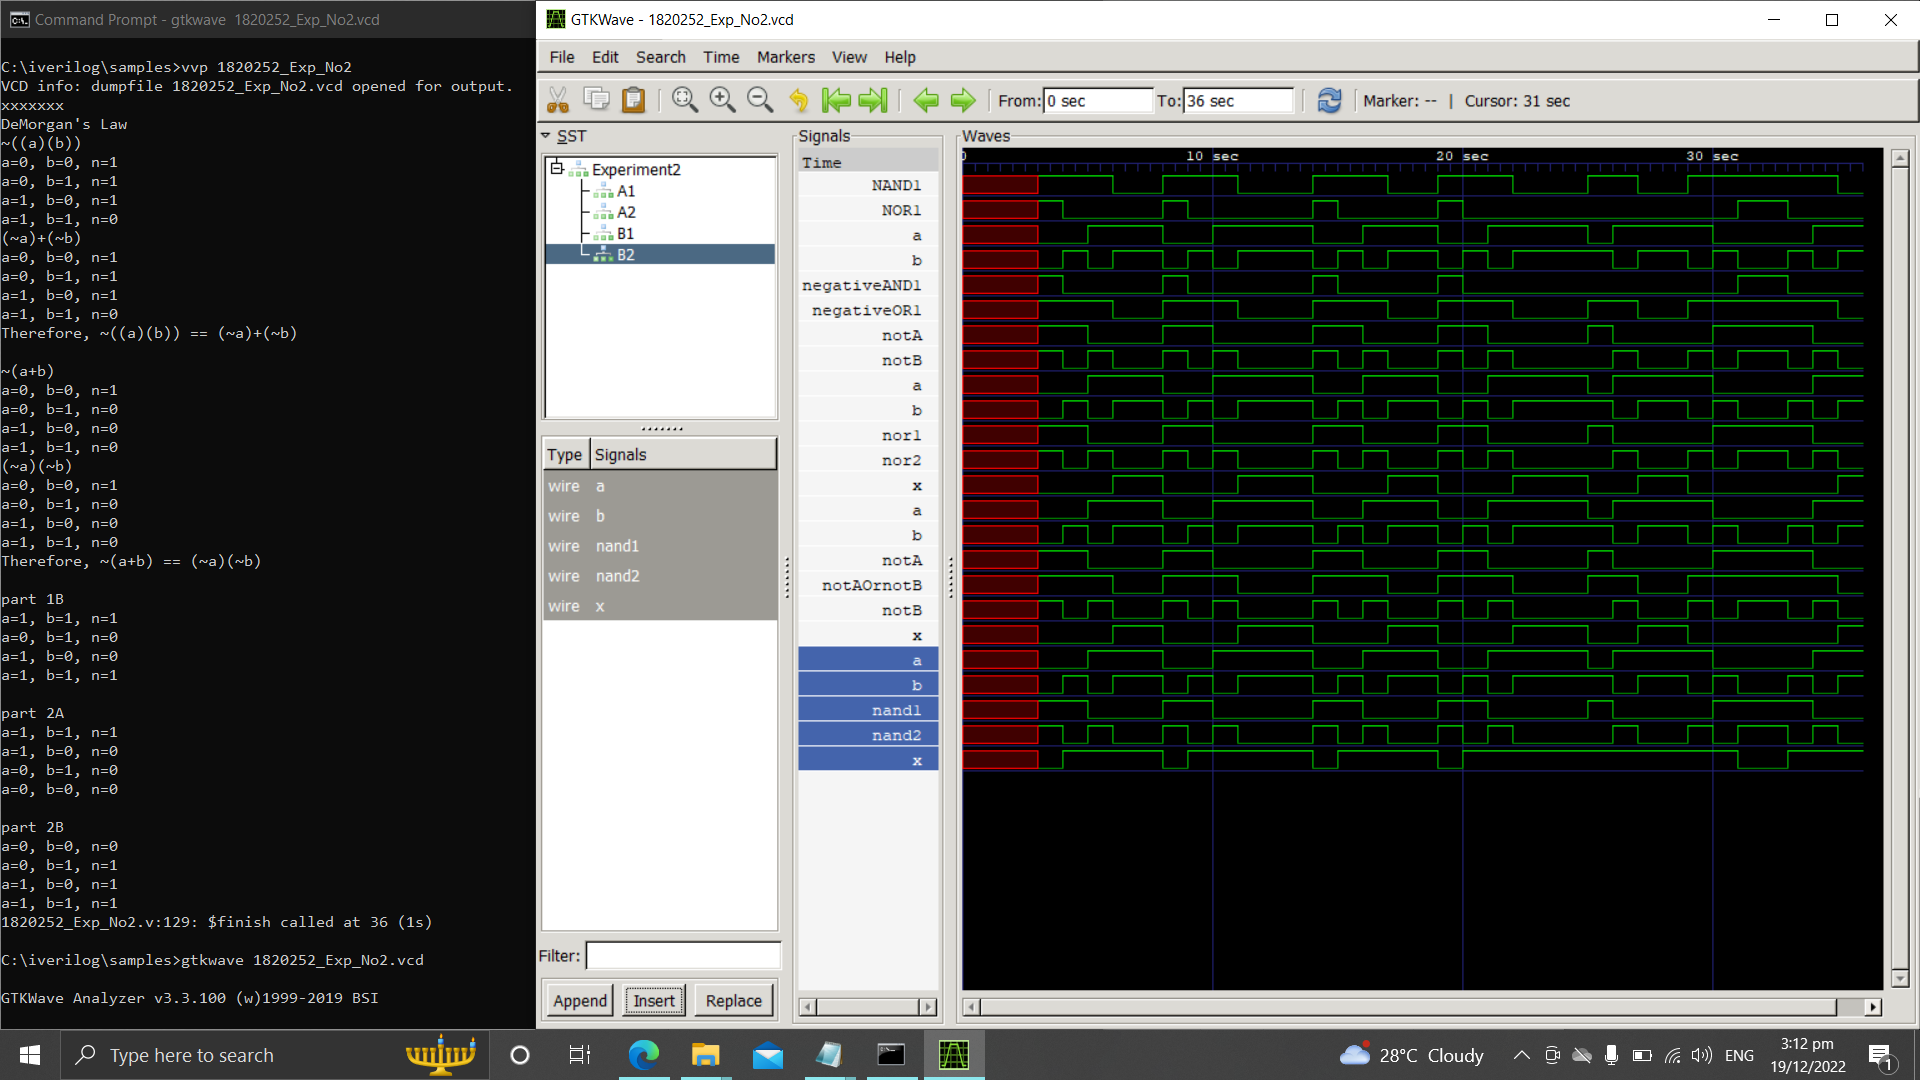 Command Prompt - gtkwave  1820252_Exp_No2.vcd
C:\iverilog\samples>vvp 1820252_Exp_No2
VCD info: dumpfile 1820252_Exp_No2.vcd opened for output.
xxxxxxx
DeMorgan's Law
~((a)(b))
a=0, b=0, n=1
a=0, b=1, n=1
a=1, b=0, n=1
a=1, b=1, n=0
(~a)+(~b)
a=0, b=0, n=1
a=0, b=1, n=1
a=1, b=0, n=1
a=1, b=1, n=0
Therefore, ~((a)(b)) == (~a)+(~b)
~(a+b)
a=0, b=0, n=1
a=0, b=1, n=0
a=1, b=0, n=0
a=1, b=1, n=0
(~a)(~b)
a=0, b=0, n=1
a=0, b=1, n=0
a=1, b=0, n=0
a=1, b=1, n=0
Therefore, ~(a+b) == (~a)(~b)
part 1B
a=1, b=1, n=1
a=0, b=1, n=0
a=1, b=0, n=0
a=1, b=1, n=1
part 2A
a=1, b=1, n=1
a=1, b=0, n=0
a=0, b=1, n=0
a=0, b=0, n=0
part 2B
a=0, b=0, n=0
a=0, b=1, n=1
a=1, b=0, n=1
a=1, b=1, n=1
1820252_Exp_No2.v:129: $finish called at 36 (1s)
C:\iverilog\samples>gtkwave 1820252_Exp_No2.vcd
GTKWave Analyzer v3.3.100 (w)1999-2019 BSI
GTKWave - 1820252_Exp_No2.vcd
File Edit Search Time Markers View Help
From: 0 sec To: 36 sec Marker: -- | Cursor: 31 sec
SST
Experiment2
A1
A2
B1
B2
Type Signals
wire a
wire b
wire nand1
wire nand2
wire x
Filter:
Append Insert Replace
Signals
Time
NAND1
NOR1
a
b
negativeAND1
negativeOR1
notA
notB
a
b
nor1
nor2
x
a
b
notA
notAOrnotB
notB
x
a
b
nand1
nand2
x
Waves
0 10 sec 20 sec 30 sec
Type here to search
28°C Cloudy
ENG
3:12 pm
19/12/2022
1